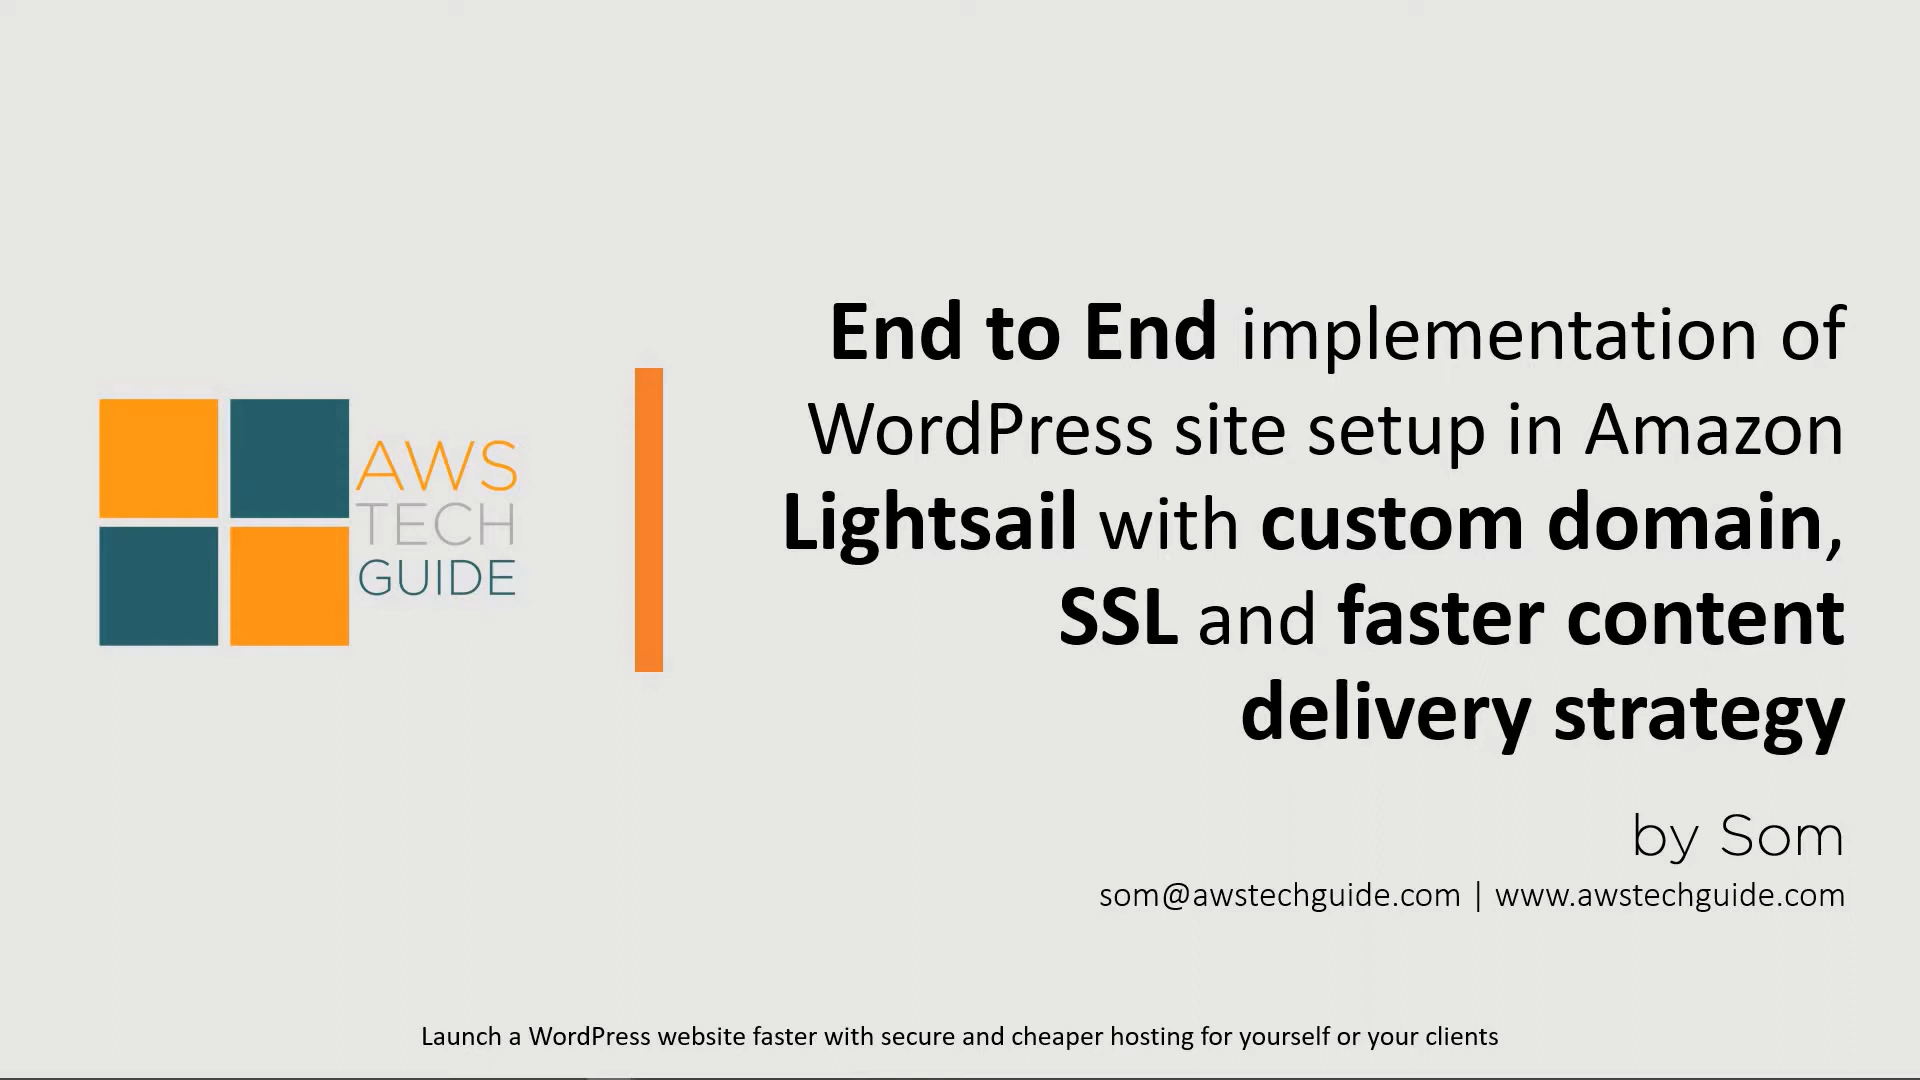 AWS
TECH
GUIDE
End to End implementation of
WordPress site setup in Amazon
Lightsail with custom domain,
SSL and faster content
delivery strategy
by Som
som@awstechguide.com | www.awstechguide.com
Launch a WordPress website faster with secure and cheaper hosting for yourself or your clients